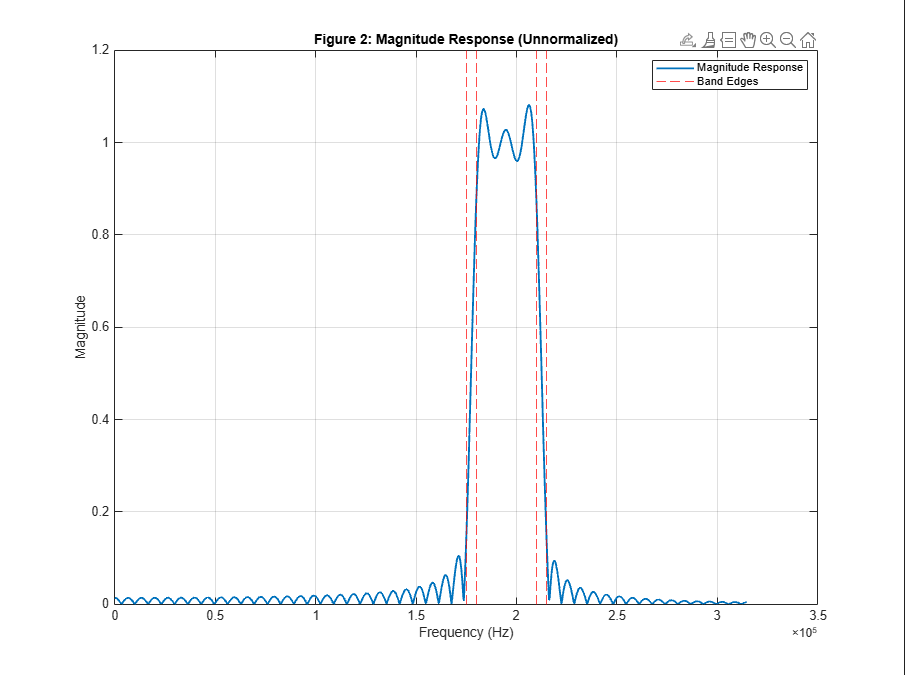 Figure 2: Magnitude Response (Unnormalized)
Magnitude Response
Band Edges
1.2
1
0.8
0.6
0.4
0.2
0
Magnitude
0 0.5 1 1.5 2 2.5 3 3.5
Frequency (Hz)
×10⁵